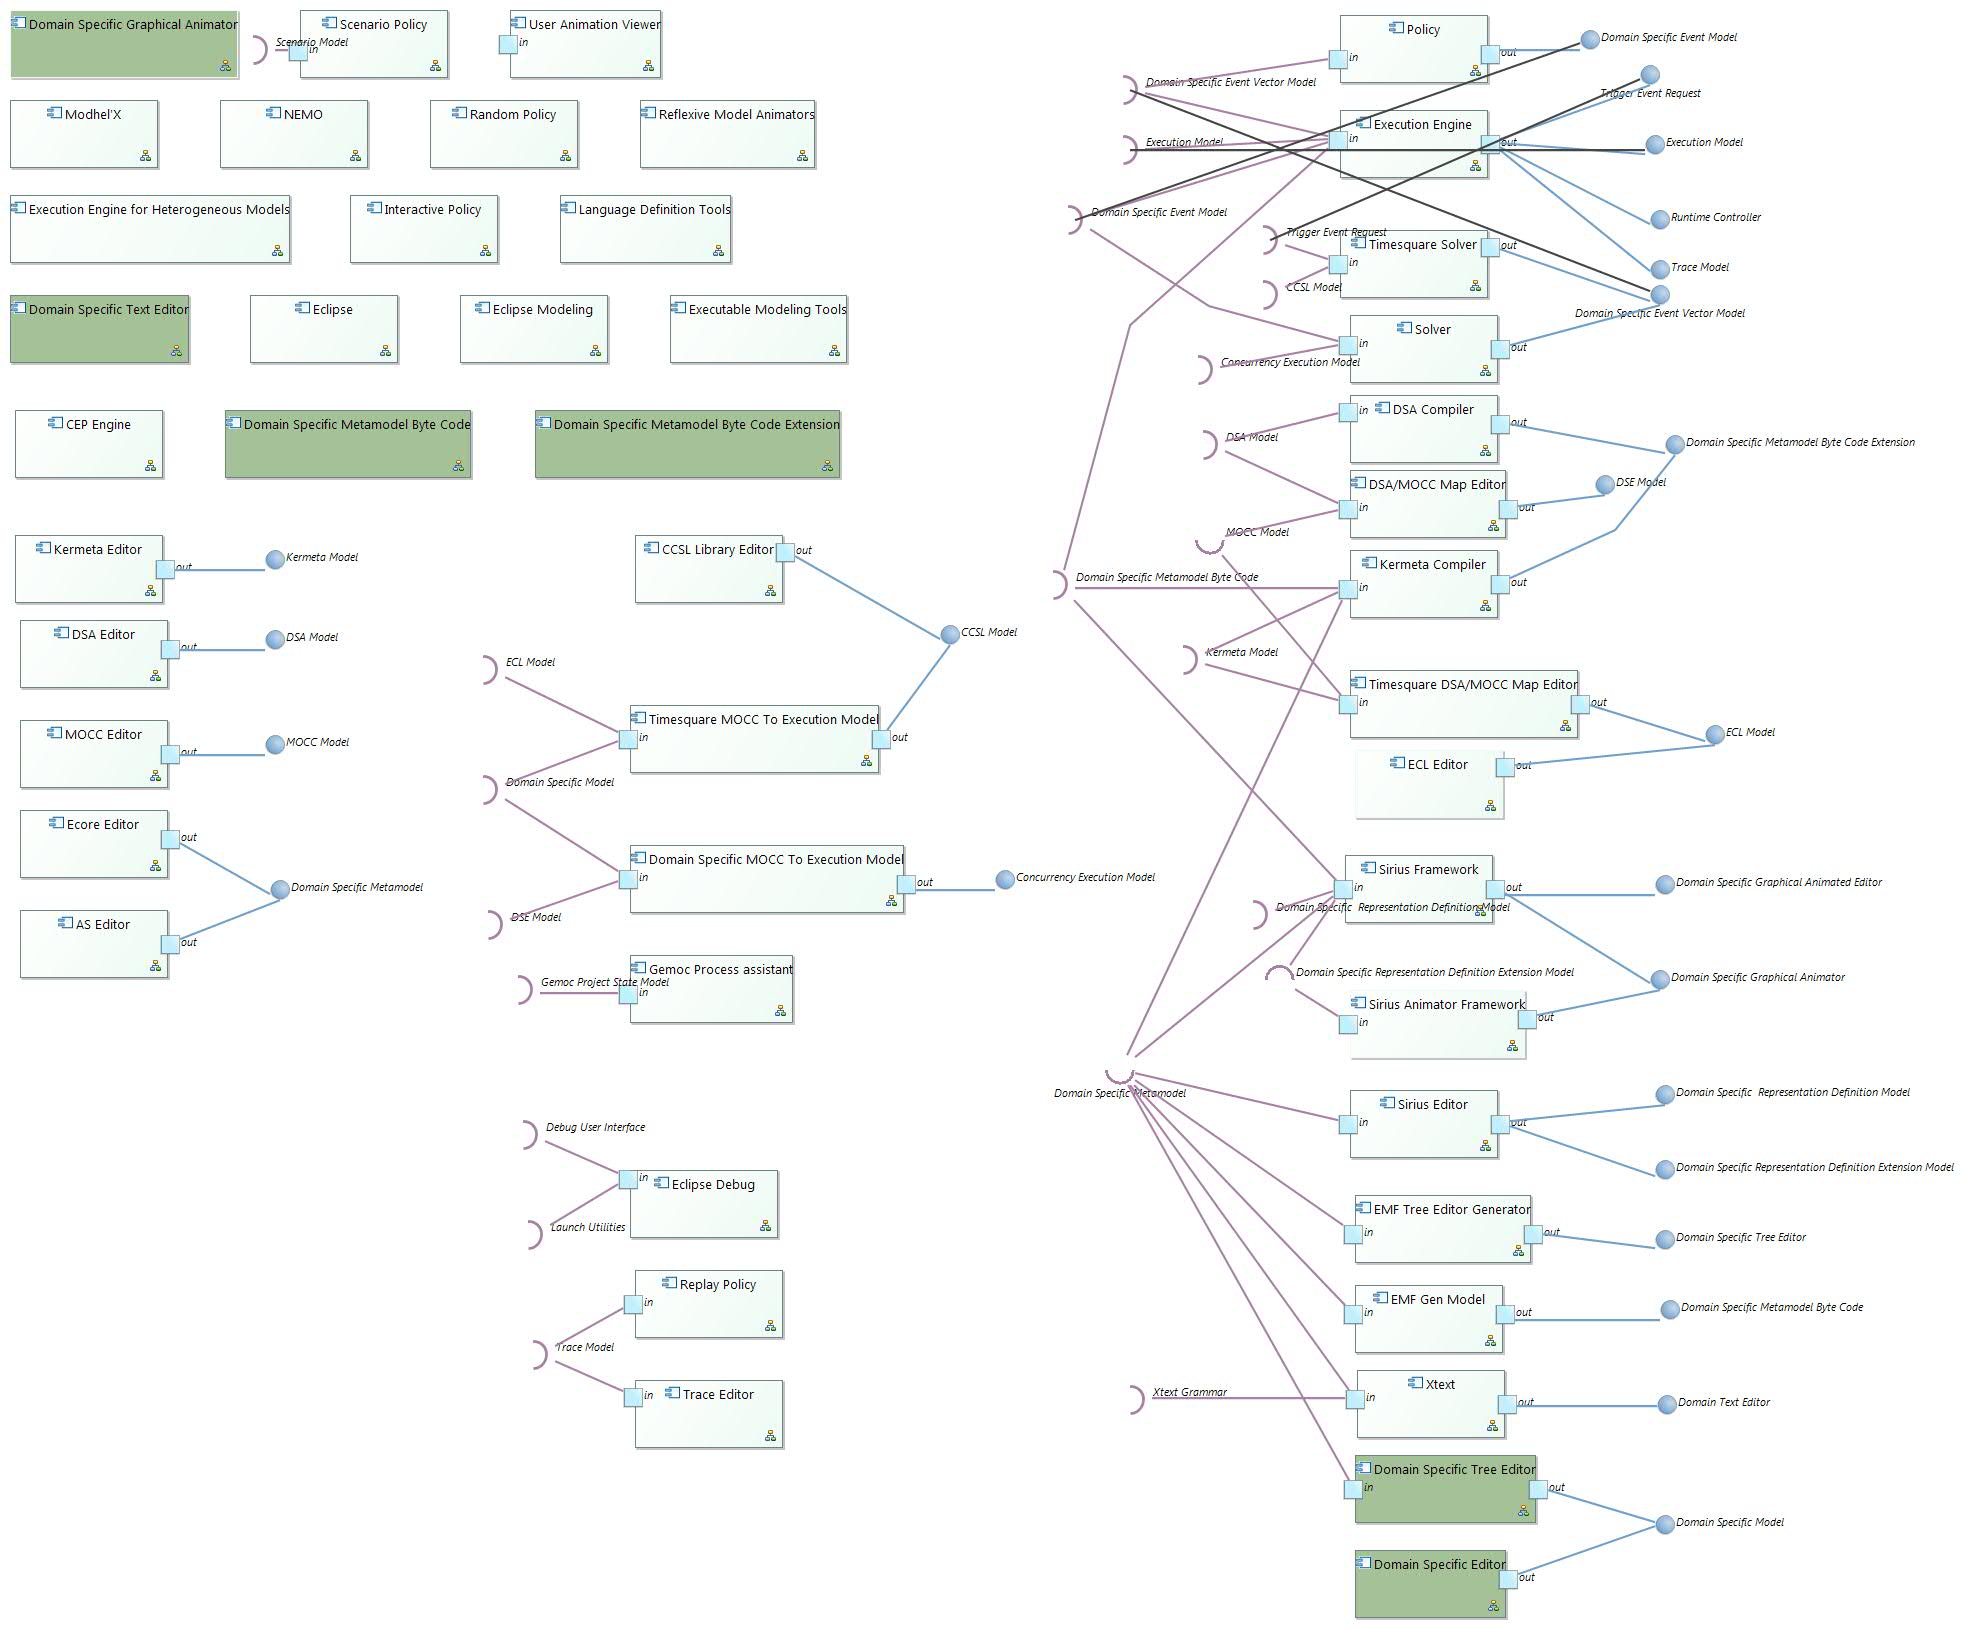 Domain Specific Graphical Animator
Scenario Model
in
Scenario Policy
User Animation Viewer
in
Modhel'X
NEMO
Random Policy
Reflexive Model Animators
Execution Engine for Heterogeneous Models
Interactive Policy
Language Definition Tools
Domain Specific Text Editor
Eclipse
Eclipse Modeling
Executable Modeling Tools
CEP Engine
Domain Specific Metamodel Byte Code
Domain Specific Metamodel Byte Code Extension
Kermeta Editor
out
Kermeta Model
DSA Editor
out
DSA Model
MOCC Editor
out
MOCC Model
Ecore Editor
out
Domain Specific Metamodel
AS Editor
out
CCSL Library Editor
out
CCSL Model
ECL Model
Timesquare MOCC To Execution Model
in
out
Domain Specific Model
Domain Specific MOCC To Execution Model
in
out
Concurrency Execution Model
DSE Model
Gemoc Process assistant
Gemoc Project State Model
in
Debug User Interface
in
Eclipse Debug
Launch Utilities
Replay Policy
in
Trace Model
in
Trace Editor
Policy
in
out
Domain Specific Event Model
Domain Specific Event Vector Model
Trigger Event Request
Execution Engine
in
out
Execution Model
Execution Model
Domain Specific Event Model
Runtime Controller
Trigger Event Request
Timesquare Solver
in
out
Trace Model
CCSL Model
Domain Specific Event Vector Model
Solver
in
out
Concurrency Execution Model
in
DSA Compiler
out
DSA Model
Domain Specific Metamodel Byte Code Extension
DSA/MOCC Map Editor
in
out
DSE Model
MOCC Model
Kermeta Compiler
in
out
Domain Specific Metamodel Byte Code
Kermeta Model
Timesquare DSA/MOCC Map Editor
in
out
ECL Model
ECL Editor
out
Sirius Framework
in
out
Domain Specific Graphical Animated Editor
Domain Specific  Representation Definition Model
Domain Specific Representation Definition Extension Model
Domain Specific Graphical Animator
Sirius Animator Framework
in
out
Domain Specific Metamodel
Sirius Editor
in
out
Domain Specific  Representation Definition Model
Domain Specific Representation Definition Extension Model
EMF Tree Editor Generator
in
out
Domain Specific Tree Editor
EMF Gen Model
in
out
Domain Specific Metamodel Byte Code
Xtext Grammar
Xtext
in
out
Domain Text Editor
Domain Specific Tree Editor
in
out
Domain Specific Model
Domain Specific Editor
out